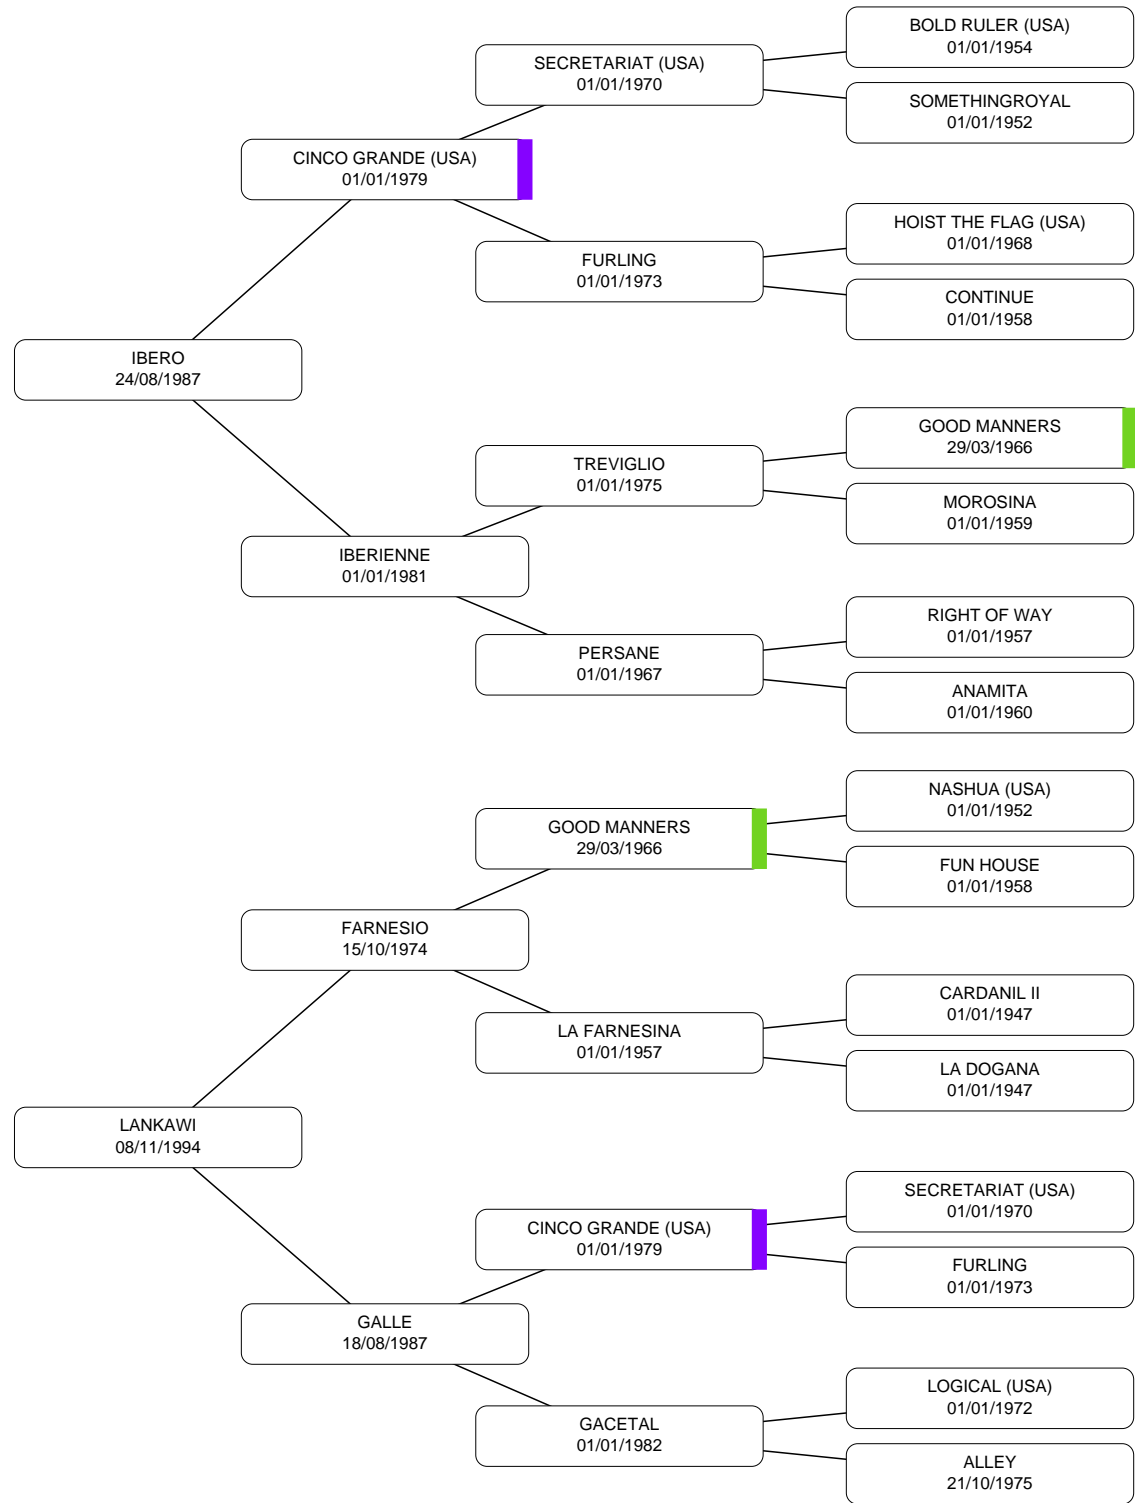 BOLD RULER (USA)
01/01/1954
SECRETARIAT (USA)
01/01/1970
SOMETHINGROYAL
01/01/1952
CINCO GRANDE (USA)
01/01/1979
HOIST THE FLAG (USA)
01/01/1968
FURLING
01/01/1973
CONTINUE
01/01/1958
IBERO
24/08/1987
GOOD MANNERS
29/03/1966
TREVIGLIO
01/01/1975
MOROSINA
01/01/1959
IBERIENNE
01/01/1981
RIGHT OF WAY
01/01/1957
PERSANE
01/01/1967
ANAMITA
01/01/1960
NASHUA (USA)
01/01/1952
GOOD MANNERS
29/03/1966
FUN HOUSE
01/01/1958
FARNESIO
15/10/1974
CARDANIL II
01/01/1947
LA FARNESINA
01/01/1957
LA DOGANA
01/01/1947
LANKAWI
08/11/1994
SECRETARIAT (USA)
01/01/1970
CINCO GRANDE (USA)
01/01/1979
FURLING
01/01/1973
GALLE
18/08/1987
LOGICAL (USA)
01/01/1972
GACETAL
01/01/1982
ALLEY
21/10/1975